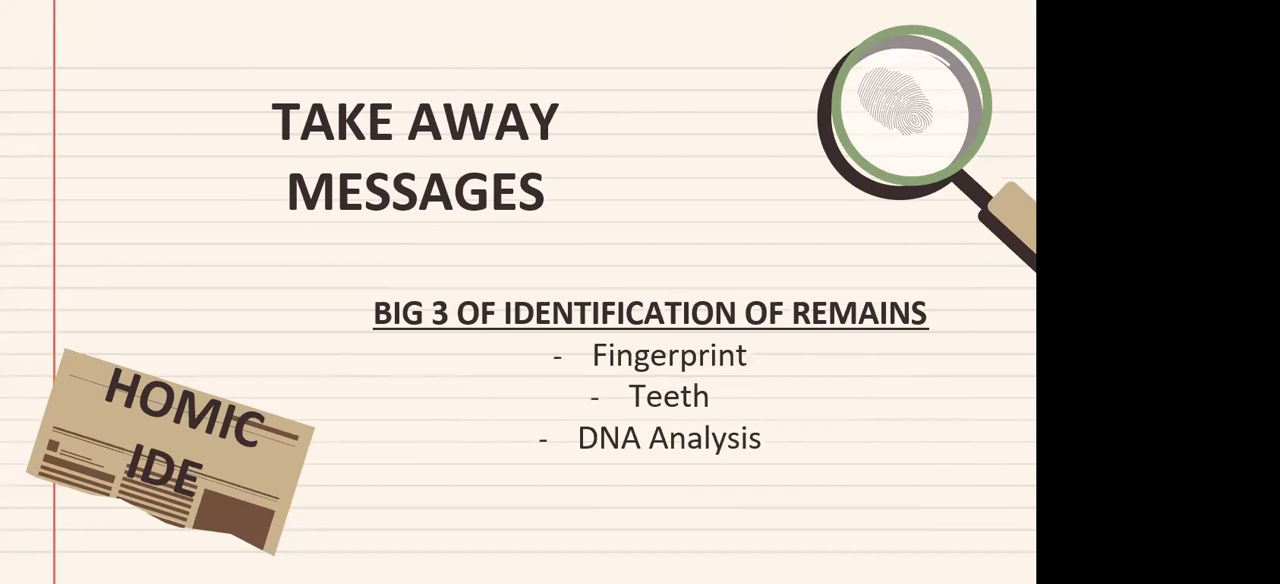 TAKE AWAY
MESSAGES
BIG 3 OF IDENTIFICATION OF REMAINS
- Fingerprint
- Teeth
- DNA Analysis
HOMIC
IDE